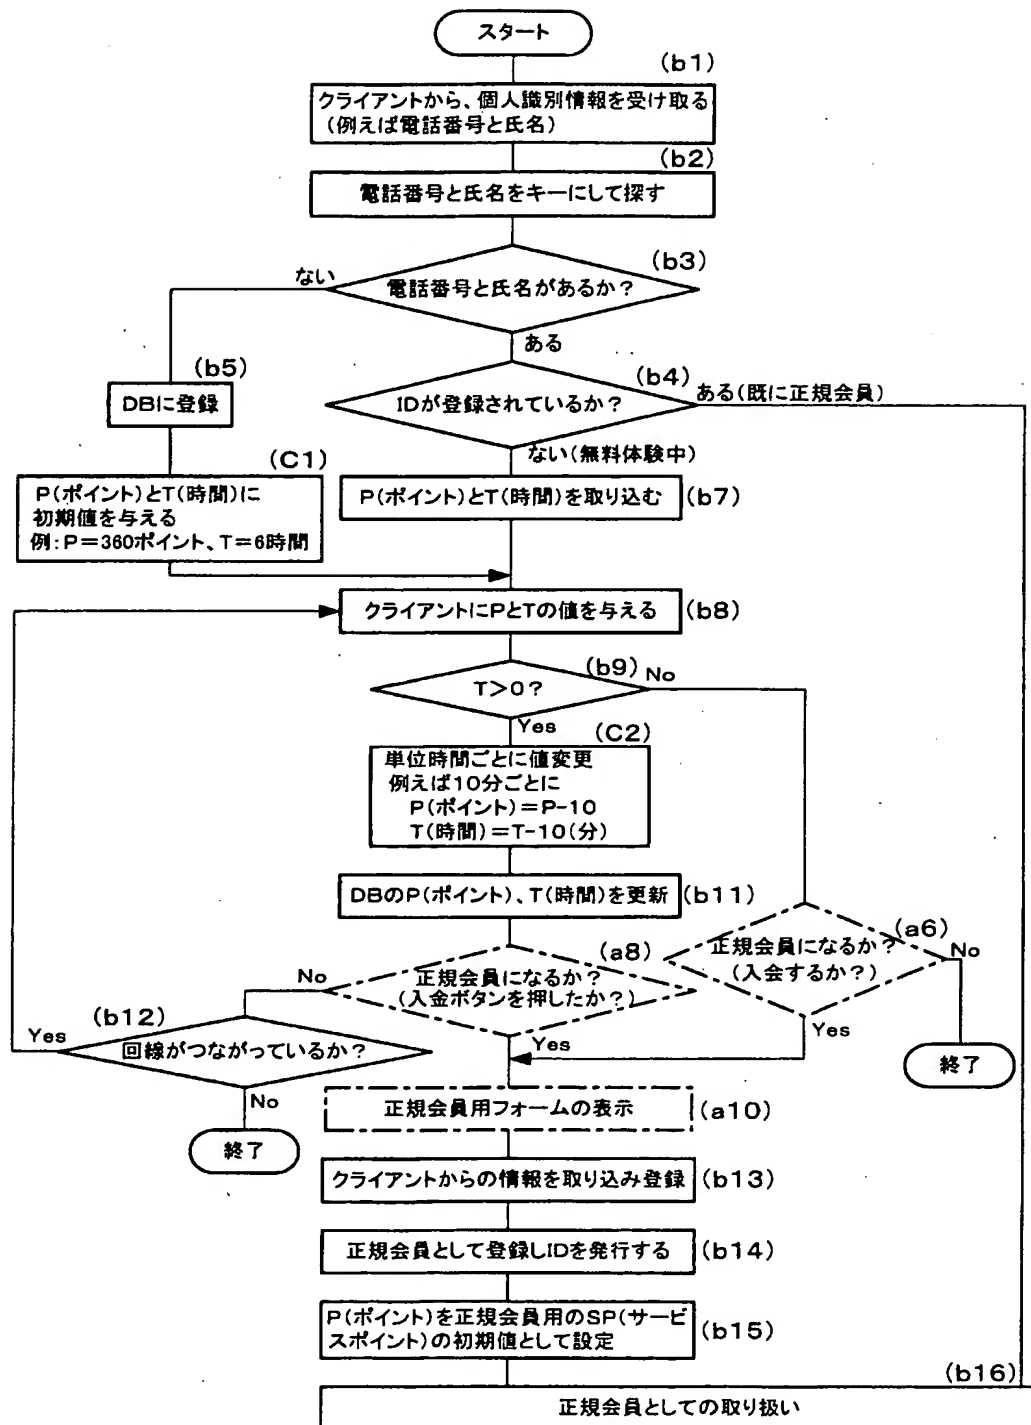 スタート
(b1)
クライアントから、個人識別情報を受け取る
(例えば電話番号と氏名)
(b2)
電話番号と氏名をキーにして探す
(b3)
ない
電話番号と氏名があるか?
ある
(b5)
(b4)
DBに登録
IDが登録されているか?
ある(既に正規会員)
ない(無料体験中)
(C1)
P(ポイント)とT(時間)に
初期値を与える
例:P=360ポイント、T=6時間
P(ポイント)とT(時間)を取り込む
(b7)
クライアントにPとTの値を与える
(b8)
(b9)
No
T>0?
Yes
(C2)
単位時間ごとに値変更
例えば10分ごとに
P(ポイント)=P-10
T(時間)=T-10(分)
DBのP(ポイント)、T(時間)を更新
(b11)
(a6)
正規会員になるか?
(入会するか?)
No
Yes
終了
(a8)
No
正規会員になるか?
(入金ボタンを押したか?)
Yes
(b12)
Yes
回線がつながっているか?
No
終了
正規会員用フォームの表示
(a10)
クライアントからの情報を取り込み登録
(b13)
正規会員として登録しIDを発行する
(b14)
P(ポイント)を正規会員用のSP(サービ
スポイント)の初期値として設定
(b15)
(b16)
正規会員としての取り扱い